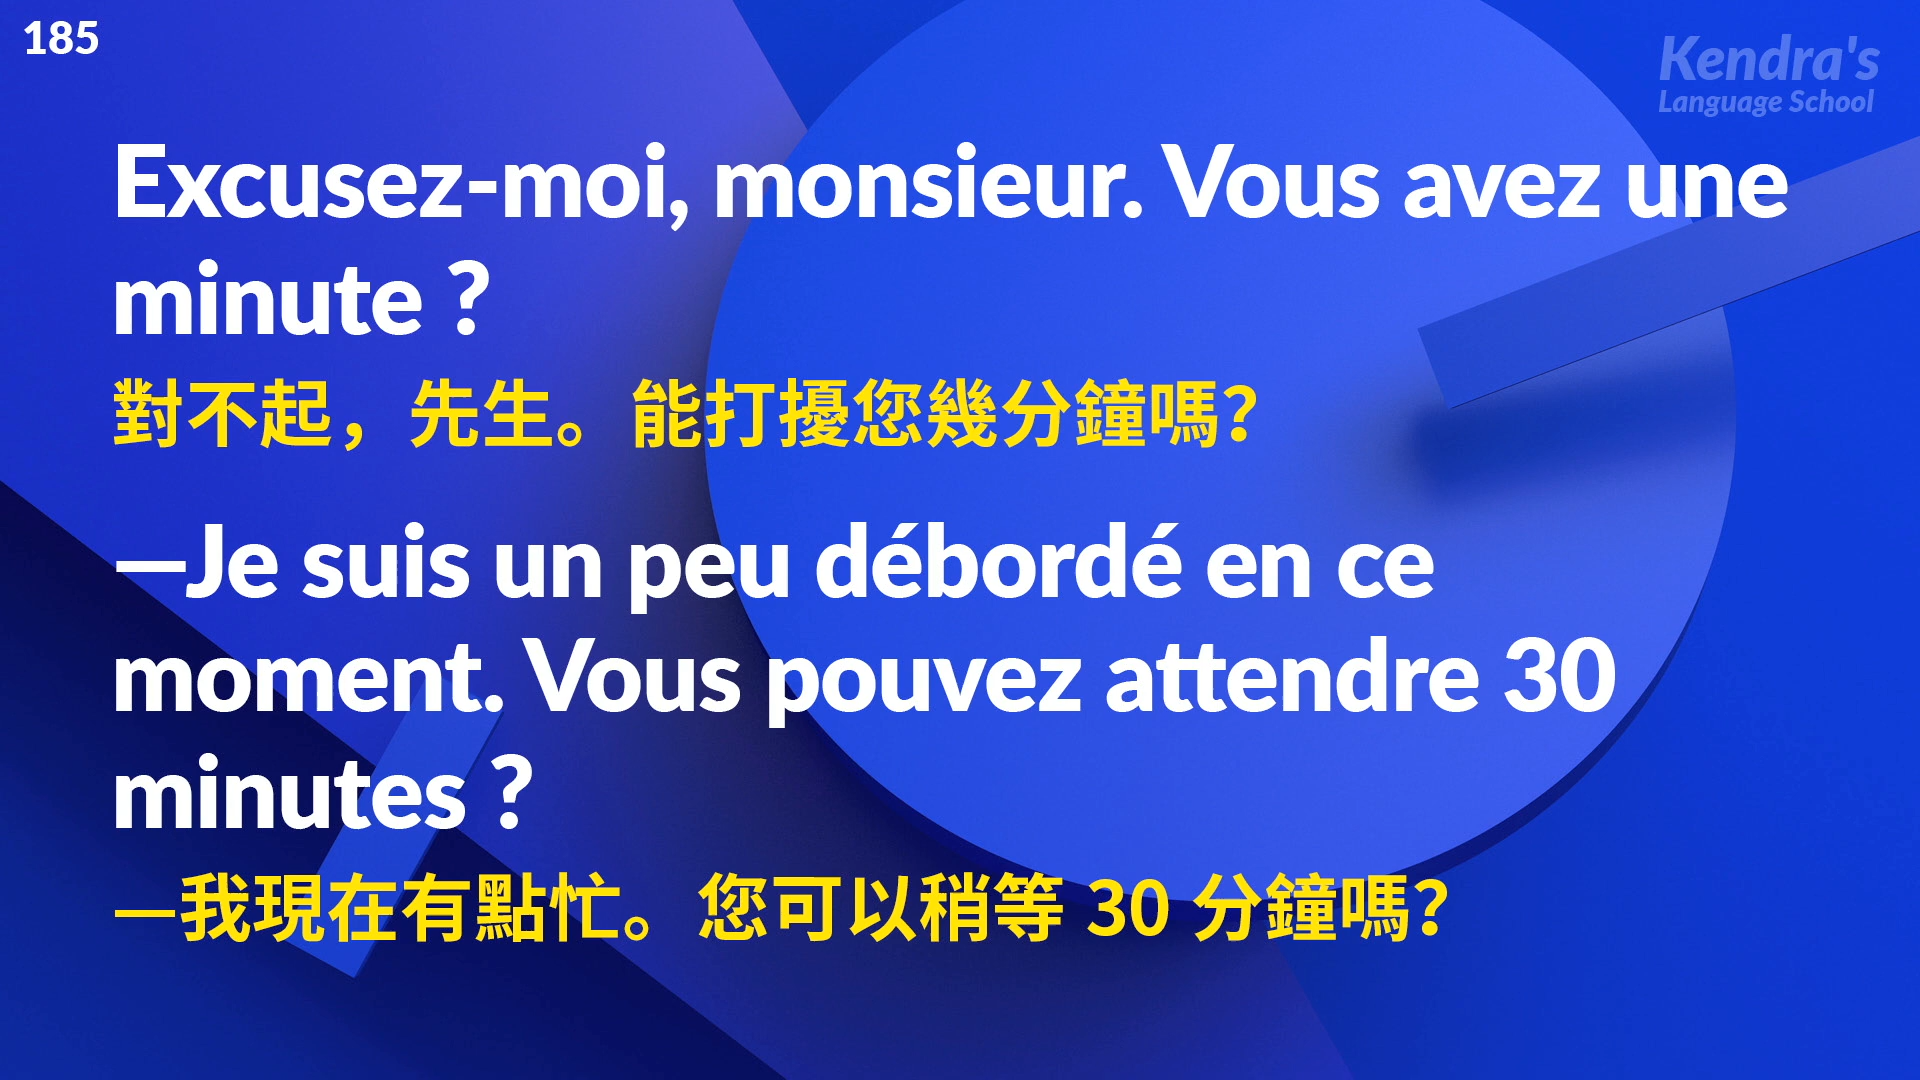 185
Kendra's
Language School
Excusez-moi, monsieur. Vous avez une
minute ?
對不起，先生。能打擾您幾分鐘嗎？
—Je suis un peu débordé en ce
moment. Vous pouvez attendre 30
minutes ?
—我現在有點忙。您可以稍等 30 分鐘嗎？